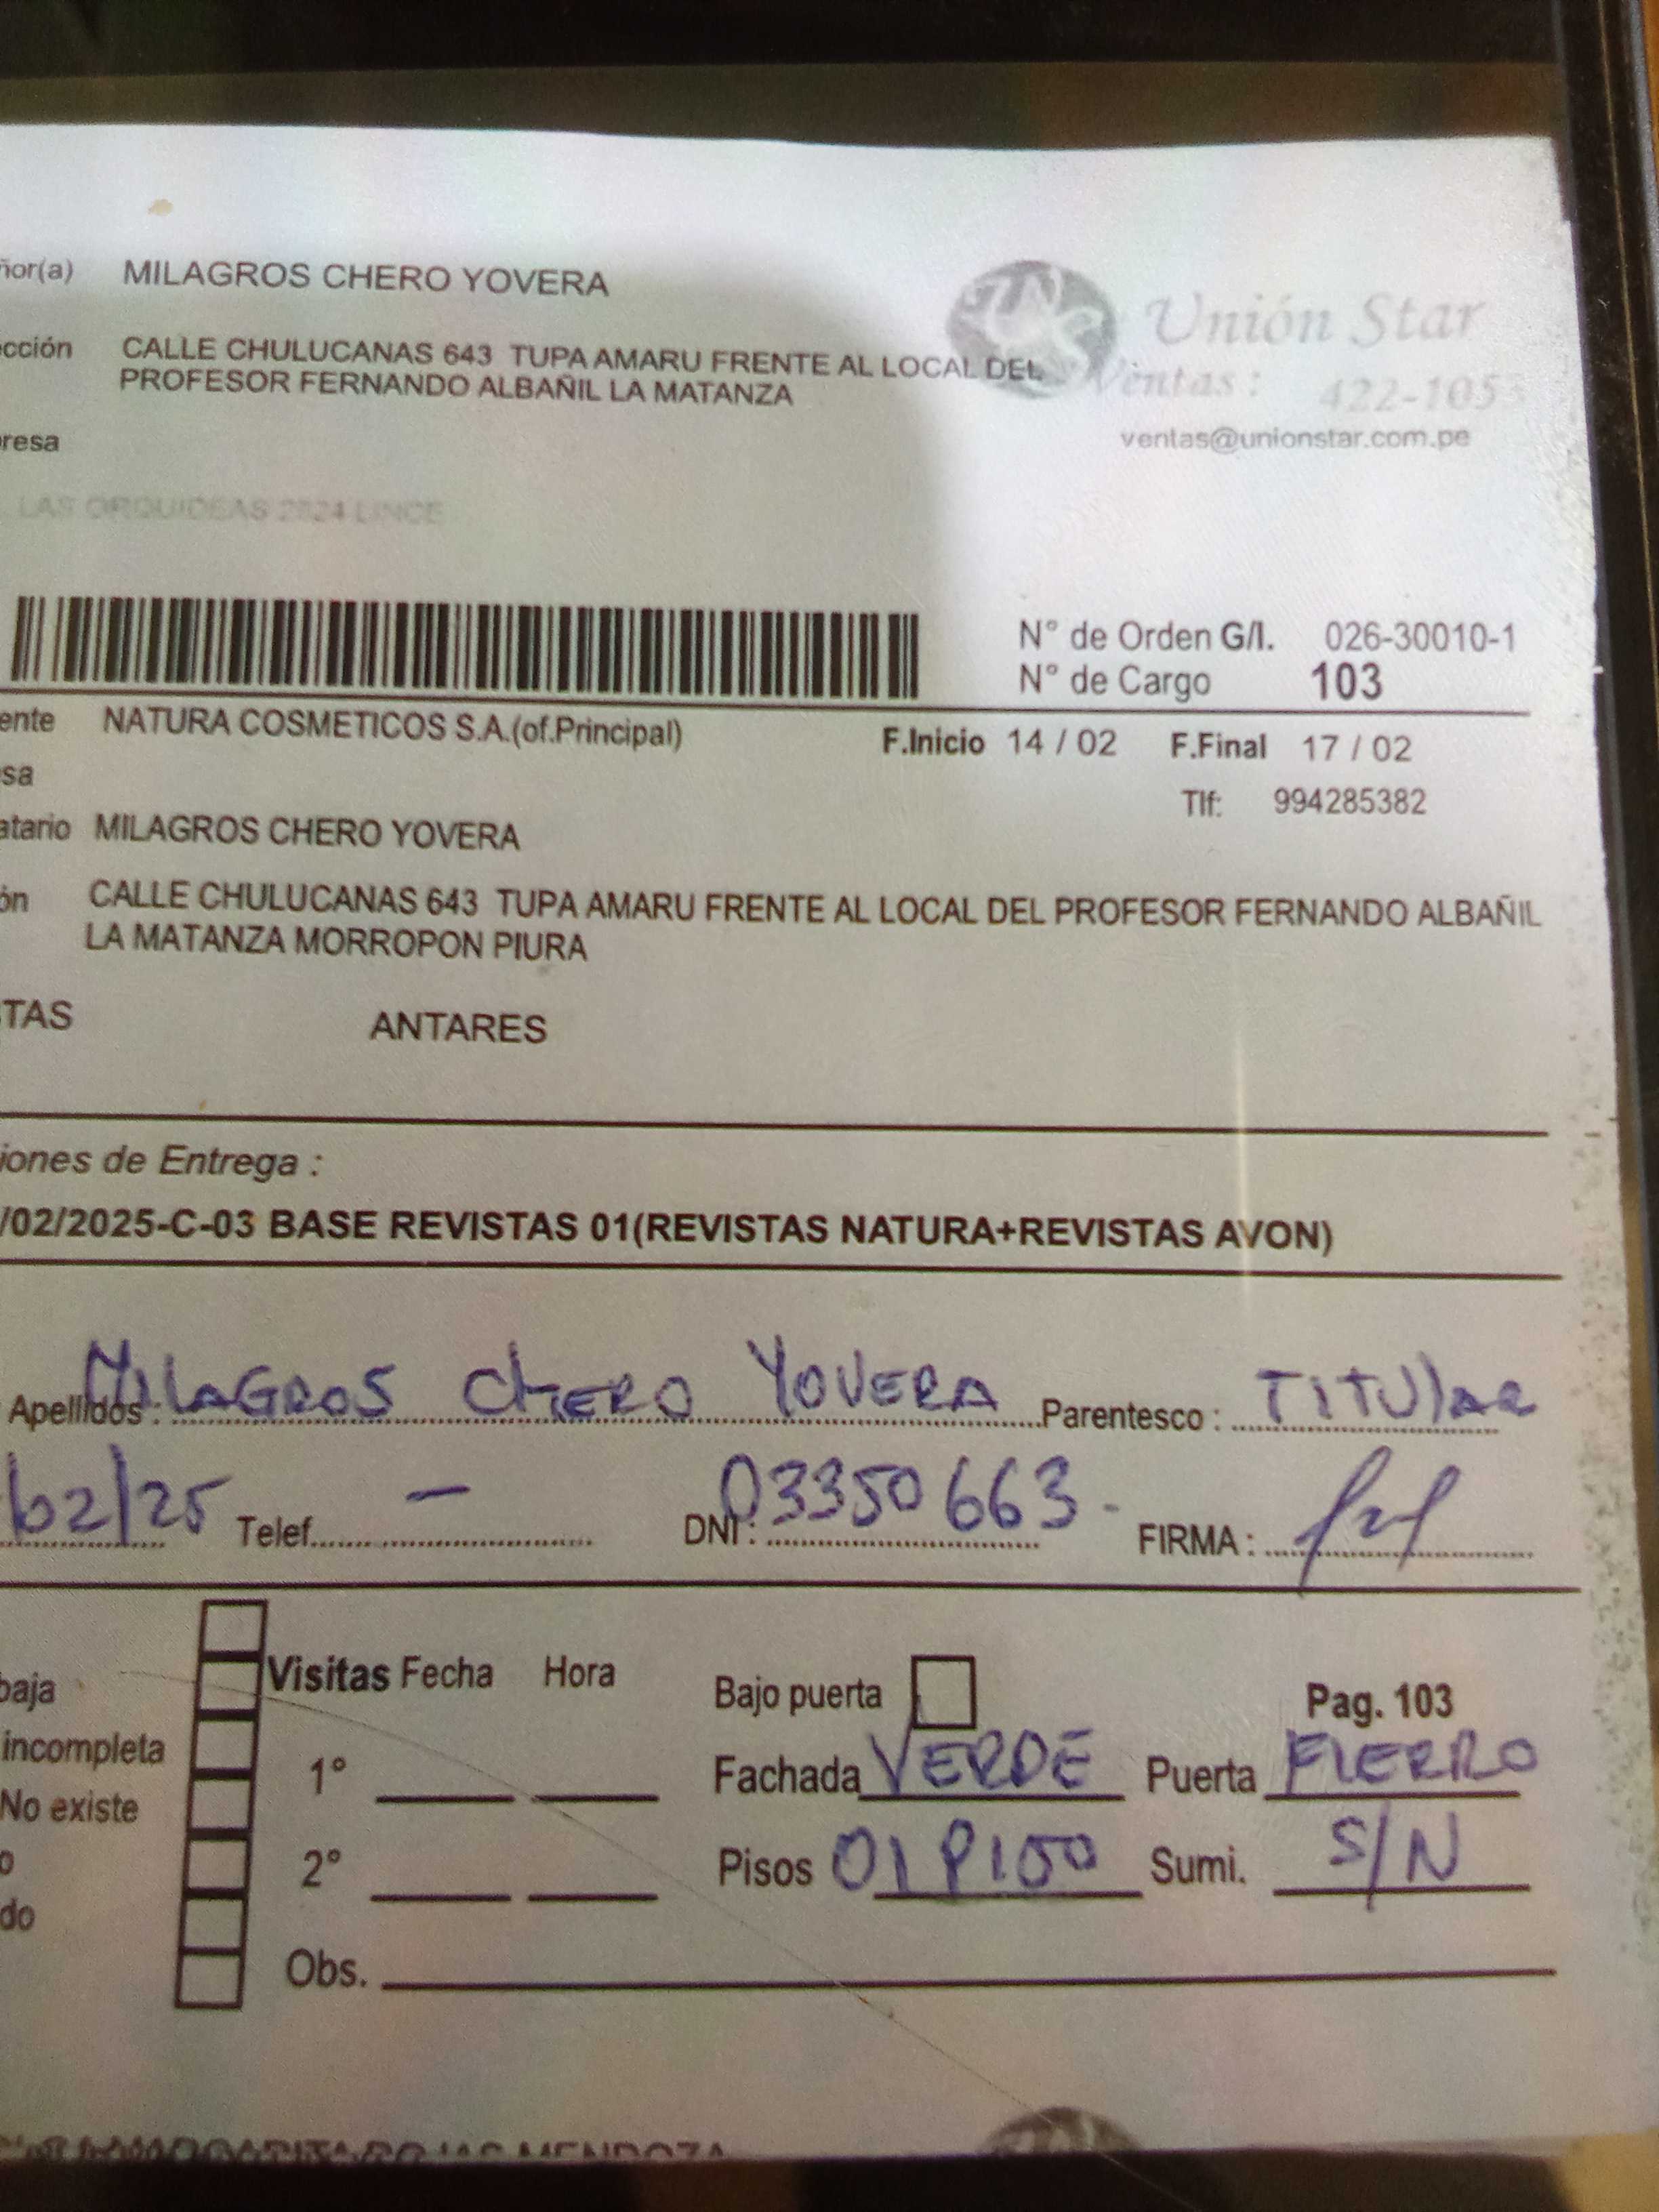 ñor(a) MILAGROS CHERO YOVERA
Unión Star
cción CALLE CHULUCANAS 643 TUPA AMARU FRENTE AL LOCAL DEL
PROFESOR FERNANDO ALBAÑIL LA MATANZA
Ventas: 422-1053
resa
ventas@unionstar.com.pe
LAS ORQUIDEAS 2824 LINCE
N° de Orden G/I. 026-30010-1
N° de Cargo 103
ente NATURA COSMETICOS S.A.(of.Principal) F.Inicio 14 / 02 F.Final 17 / 02
sa
Tlf: 994285382
atario MILAGROS CHERO YOVERA
ón CALLE CHULUCANAS 643 TUPA AMARU FRENTE AL LOCAL DEL PROFESOR FERNANDO ALBAÑIL
LA MATANZA MORROPON PIURA
TAS ANTARES
iones de Entrega :
/02/2025-C-03 BASE REVISTAS 01(REVISTAS NATURA+REVISTAS AVON)
Apellidos : MILAGROS CHERO YOVERA Parentesco : TITULAR
02/25 Telef. - DNI : 03350663 FIRMA :
Visitas Fecha Hora Bajo puerta Pag. 103
baja
incompleta 1° Fachada VERDE Puerta FIERRO
No existe
o 2° Pisos 01 PISO Sumi. S/N
do
Obs.
ROJAS MENDOZA